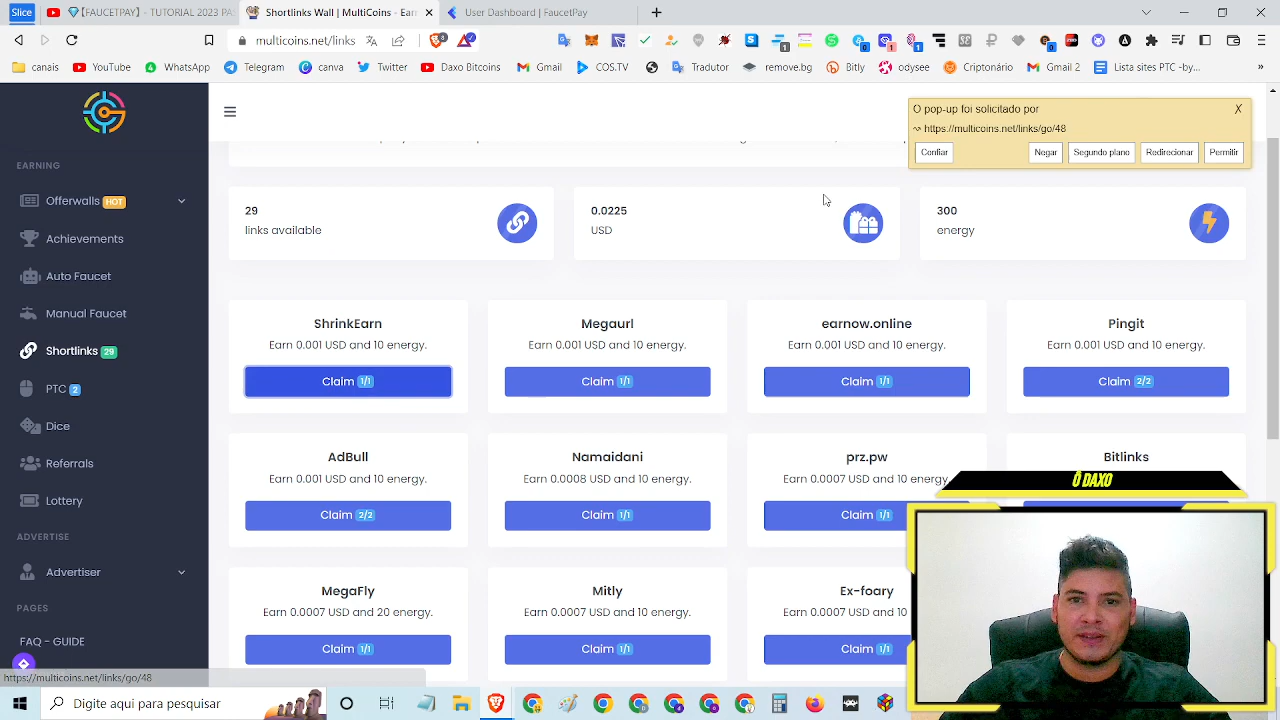 Slice
【FAUCETPAY】 - TUTORIAL 2023 PA
Shortlinks Wall | MultiCoins - Earn
User Dashboard | FaucetPay
multicoins.net/links
canais
YouTube
WhatsApp
Telegram
canva
Twitter
Daxo Bitcoins
Gmail
COS.TV
Tradutor
remove.bg
Bitly
odysee
Criptonário
Gmail 2
Lista sites PTC -by...
»
O pop-up foi solicitado por
X
https://multicoins.net/links/go/48
Confiar
Negar
Segundo plano
Redirecionar
Permitir
EARNING
Offerwalls HOT
Achievements
Auto Faucet
Manual Faucet
Shortlinks 29
PTC 2
Dice
Referrals
Lottery
ADVERTISE
Advertiser
PAGES
FAQ - GUIDE
29
links available
0.0225
USD
300
energy
ShrinkEarn
Earn 0.001 USD and 10 energy.
Claim 1/1
Megaurl
Earn 0.001 USD and 10 energy.
Claim 1/1
earnow.online
Earn 0.001 USD and 10 energy.
Claim 1/1
Pingit
Earn 0.001 USD and 10 energy.
Claim 2/2
AdBull
Earn 0.001 USD and 10 energy.
Claim 2/2
Namaidani
Earn 0.0008 USD and 10 energy.
Claim 1/1
prz.pw
Earn 0.0007 USD and 10 energy.
Claim 1/1
Bitlinks
MegaFly
Earn 0.0007 USD and 20 energy.
Claim 1/1
Mitly
Earn 0.0007 USD and 10 energy.
Claim 1/1
Ex-foary
Earn 0.0007 USD and 10
Claim 1/1
Ô DAXO
https://multicoins.net/links/go/48
Digite aqui para pesquisar